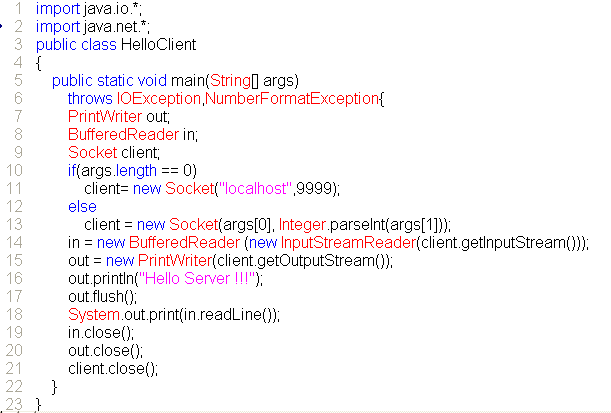 1 import java.io.*;
2 import java.net.*;
3 public class HelloClient
4 {
5 public static void main(String[] args)
6 throws IOException,NumberFormatException{
7 PrintWriter out;
8 BufferedReader in;
9 Socket client;
10 if(args.length == 0)
11 client= new Socket("localhost",9999);
12 else
13 client = new Socket(args[0], Integer.parseInt(args[1]));
14 in = new BufferedReader (new InputStreamReader(client.getInputStream()));
15 out = new PrintWriter(client.getOutputStream());
16 out.println("Hello Server !!!");
17 out.flush();
18 System.out.print(in.readLine());
19 in.close();
20 out.close();
21 client.close();
22 }
23 }